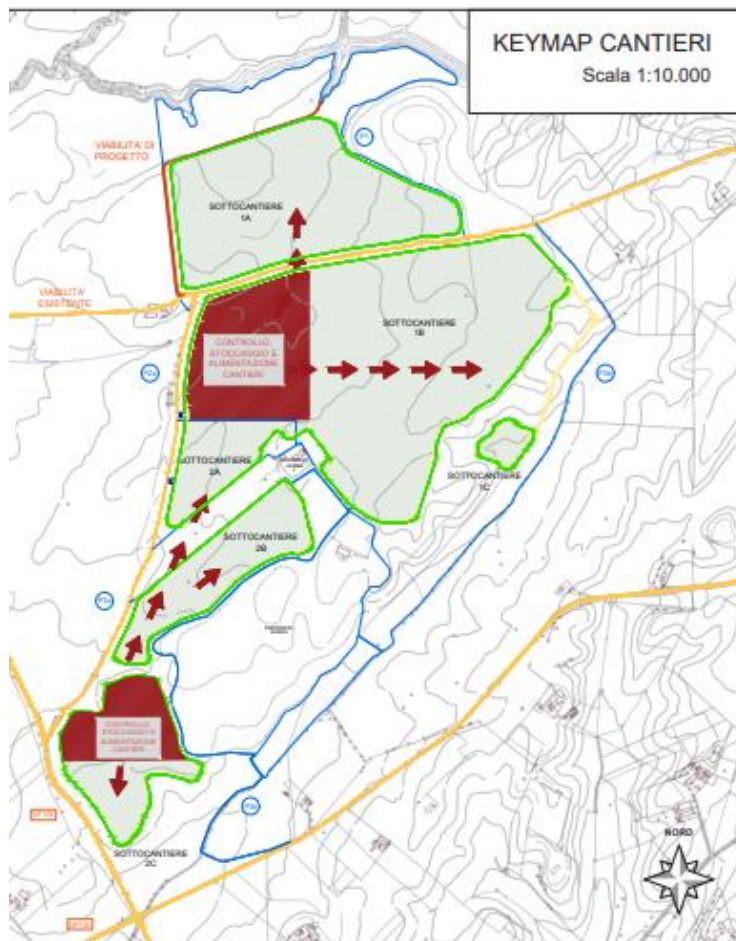 KEYMAP CANTIERI
Scala 1:10.000
VIABILITA' DI
PROGETTO
SOTTOCANTIERE
1A
VIABILITA'
ESISTENTE
SOTTOCANTIERE
1B
CONTROLLO,
STOCCAGGIO E
ALIMENTAZIONE
CANTIERI
SOTTOCANTIERE
2A
SOTTOCANTIERE
1C
SOTTOCANTIERE
2B
CONTROLLO,
STOCCAGGIO E
ALIMENTAZIONE
CANTIERI
SOTTOCANTIERE
2C
NORD